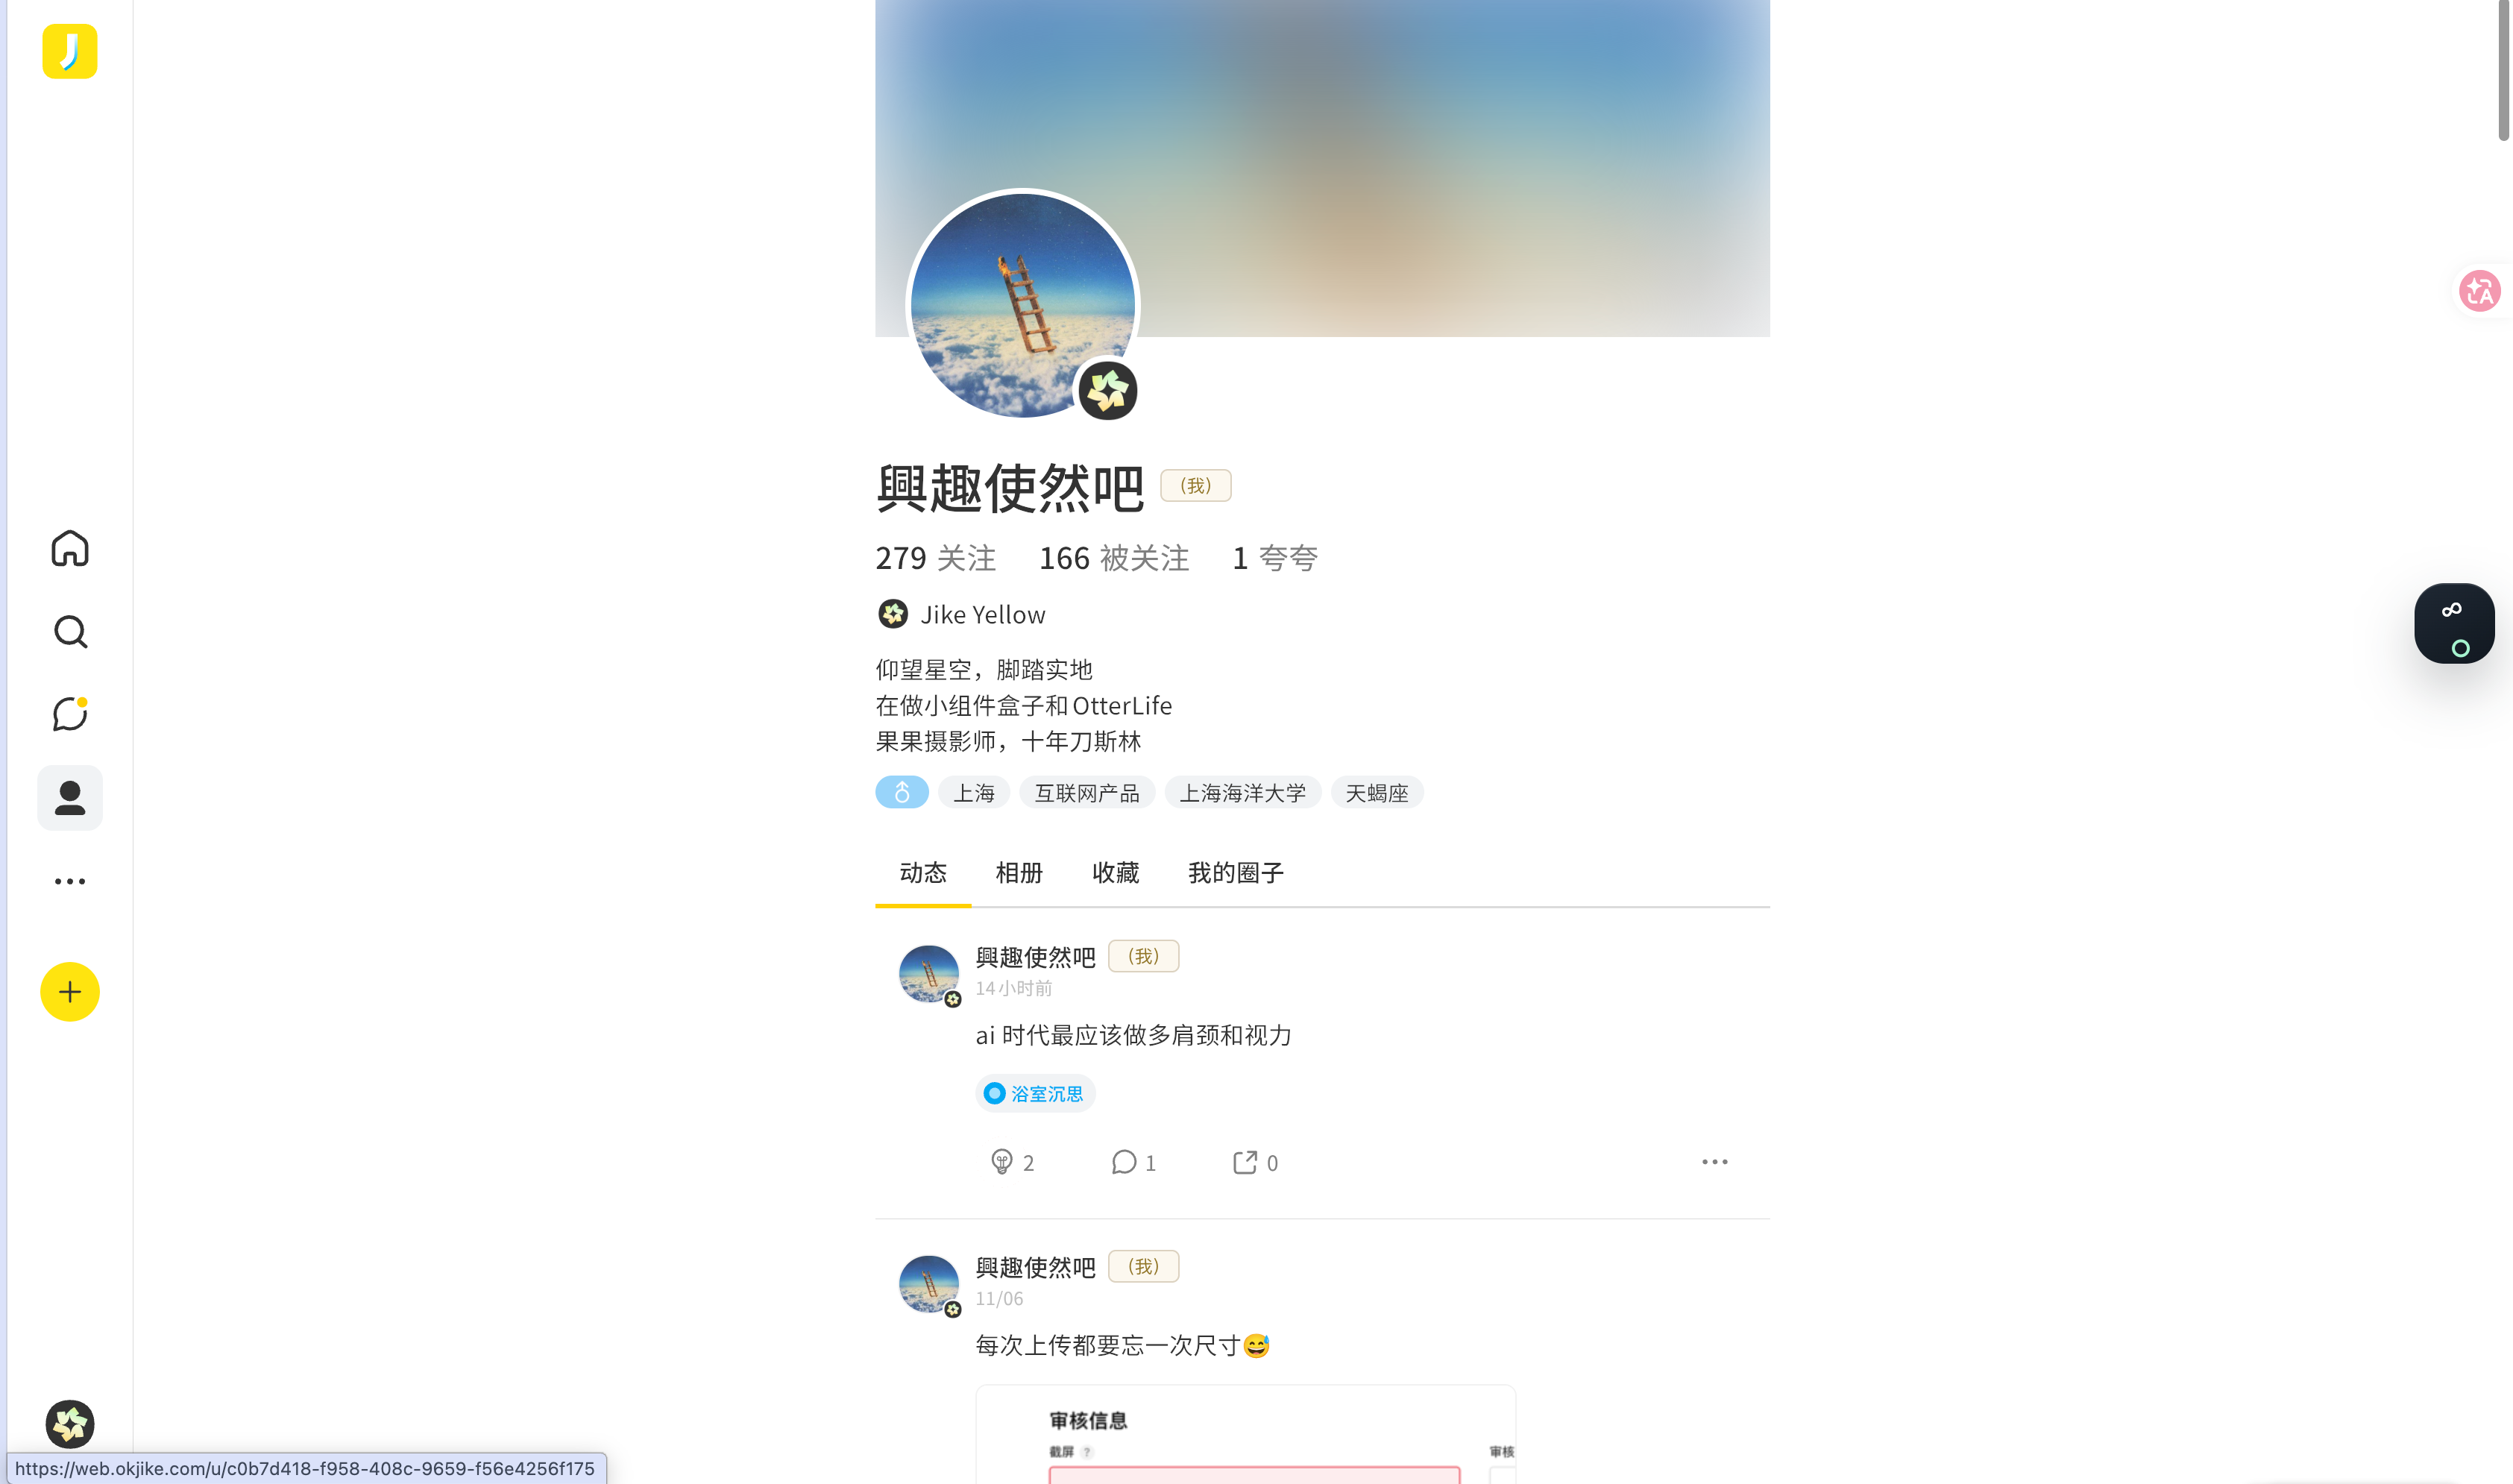 興趣使然吧 （我）
279 关注 166 被关注 1 夸夸
Jike Yellow
仰望星空，脚踏实地
在做小组件盒子和OtterLife
果果摄影师，十年刀斯林
上海 互联网产品 上海海洋大学 天蝎座
动态 相册 收藏 我的圈子
興趣使然吧 （我）
14 小时前
ai 时代最应该做多肩颈和视力
浴室沉思
2 1 0
興趣使然吧 （我）
11/06
每次上传都要忘一次尺寸😅
审核信息
截屏 ? 审核
https://web.okjike.com/u/c0b7d418-f958-408c-9659-f56e4256f175